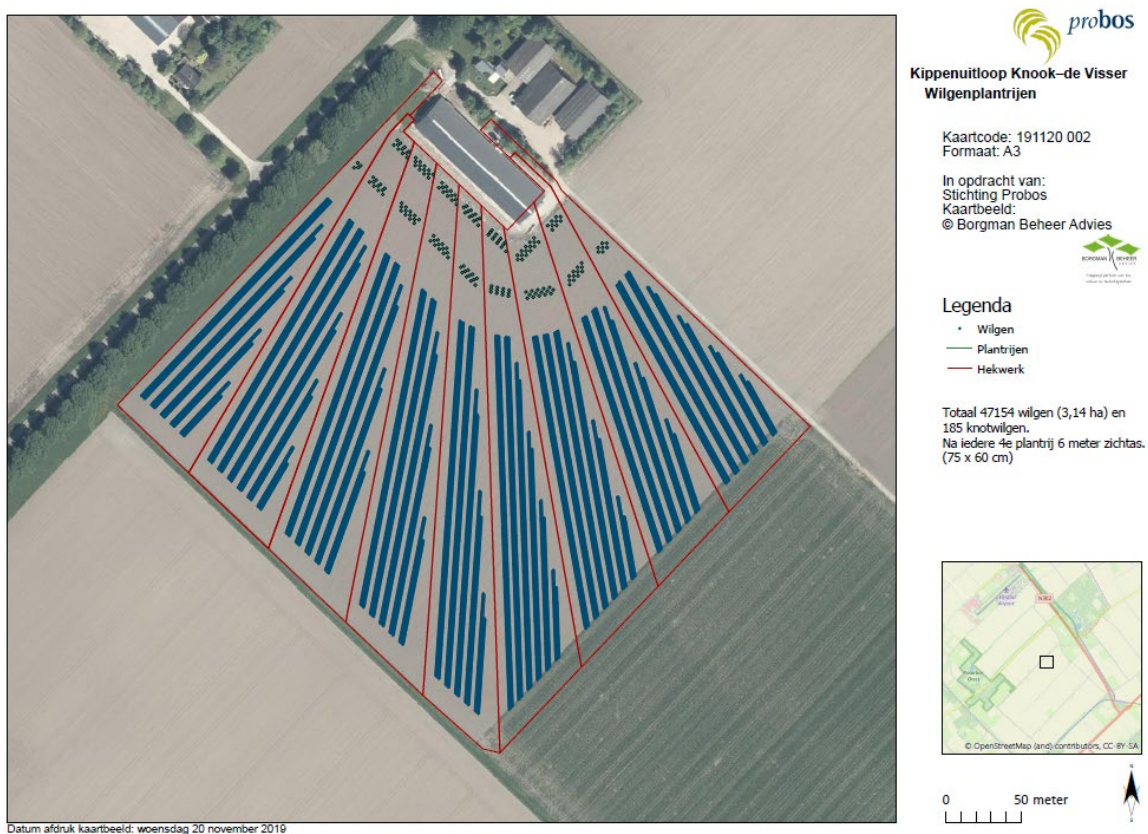 probos
Kippenuitloop Knook–de Visser
Wilgenplantrijen
Kaartcode: 191120 002
Formaat: A3
In opdracht van:
Stichting Probos
Kaartbeeld:
© Borgman Beheer Advies
BORGMAN BEHEER
Legenda
Wilgen
Plantrijen
Hekwerk
Totaal 47154 wilgen (3,14 ha) en
185 knotwilgen.
Na iedere 4e plantrij 6 meter zichtas.
(75 x 60 cm)
© OpenStreetMap (and) contributors, CC-BY-SA
0 50 meter
Datum afdruk kaartbeeld: woensdag 20 november 2019